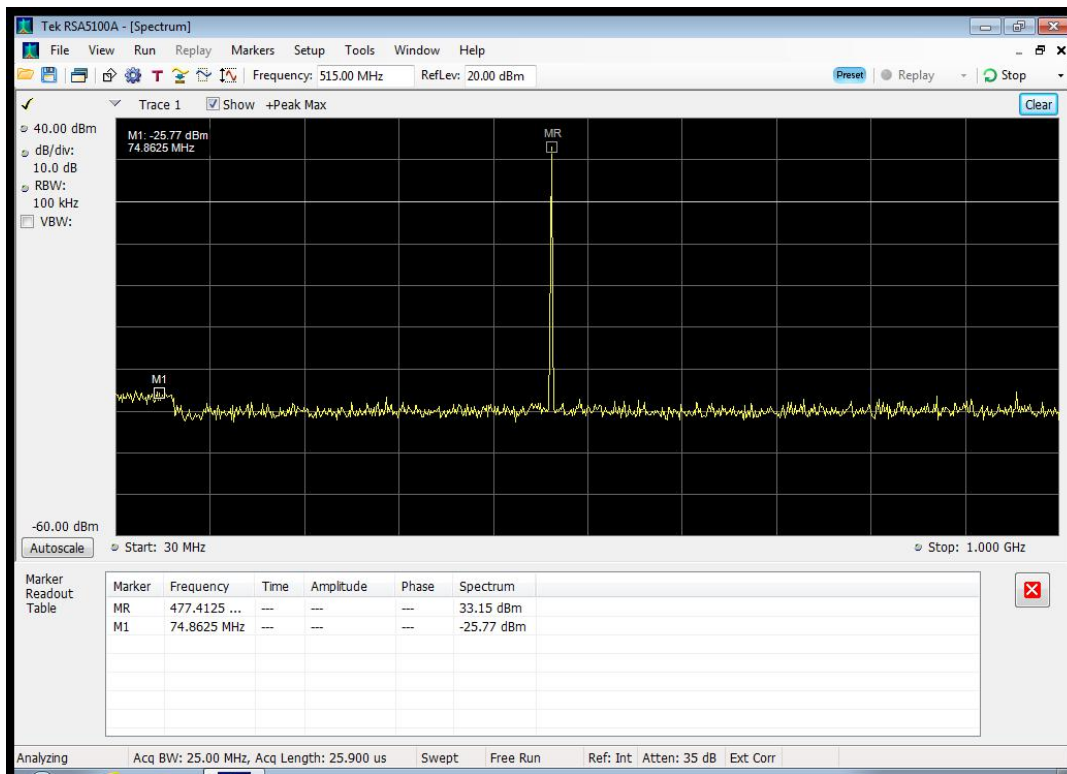 Tek RSA5100A - [Spectrum]
File View Run Replay Markers Setup Tools Window Help
Frequency: 515.00 MHz RefLev: 20.00 dBm Preset Replay Stop
Trace 1 Show +Peak Max Clear
40.00 dBm
dB/div:
10.0 dB
RBW:
100 kHz
VBW:
M1: -25.77 dBm
74.8625 MHz
MR
M1
-60.00 dBm
Autoscale Start: 30 MHz Stop: 1.000 GHz
Marker
Readout
Table
Marker Frequency Time Amplitude Phase Spectrum
MR 477.4125 ... --- --- --- 33.15 dBm
M1 74.8625 MHz --- --- --- -25.77 dBm
Analyzing Acq BW: 25.00 MHz, Acq Length: 25.900 us Swept Free Run Ref: Int Atten: 35 dB Ext Corr